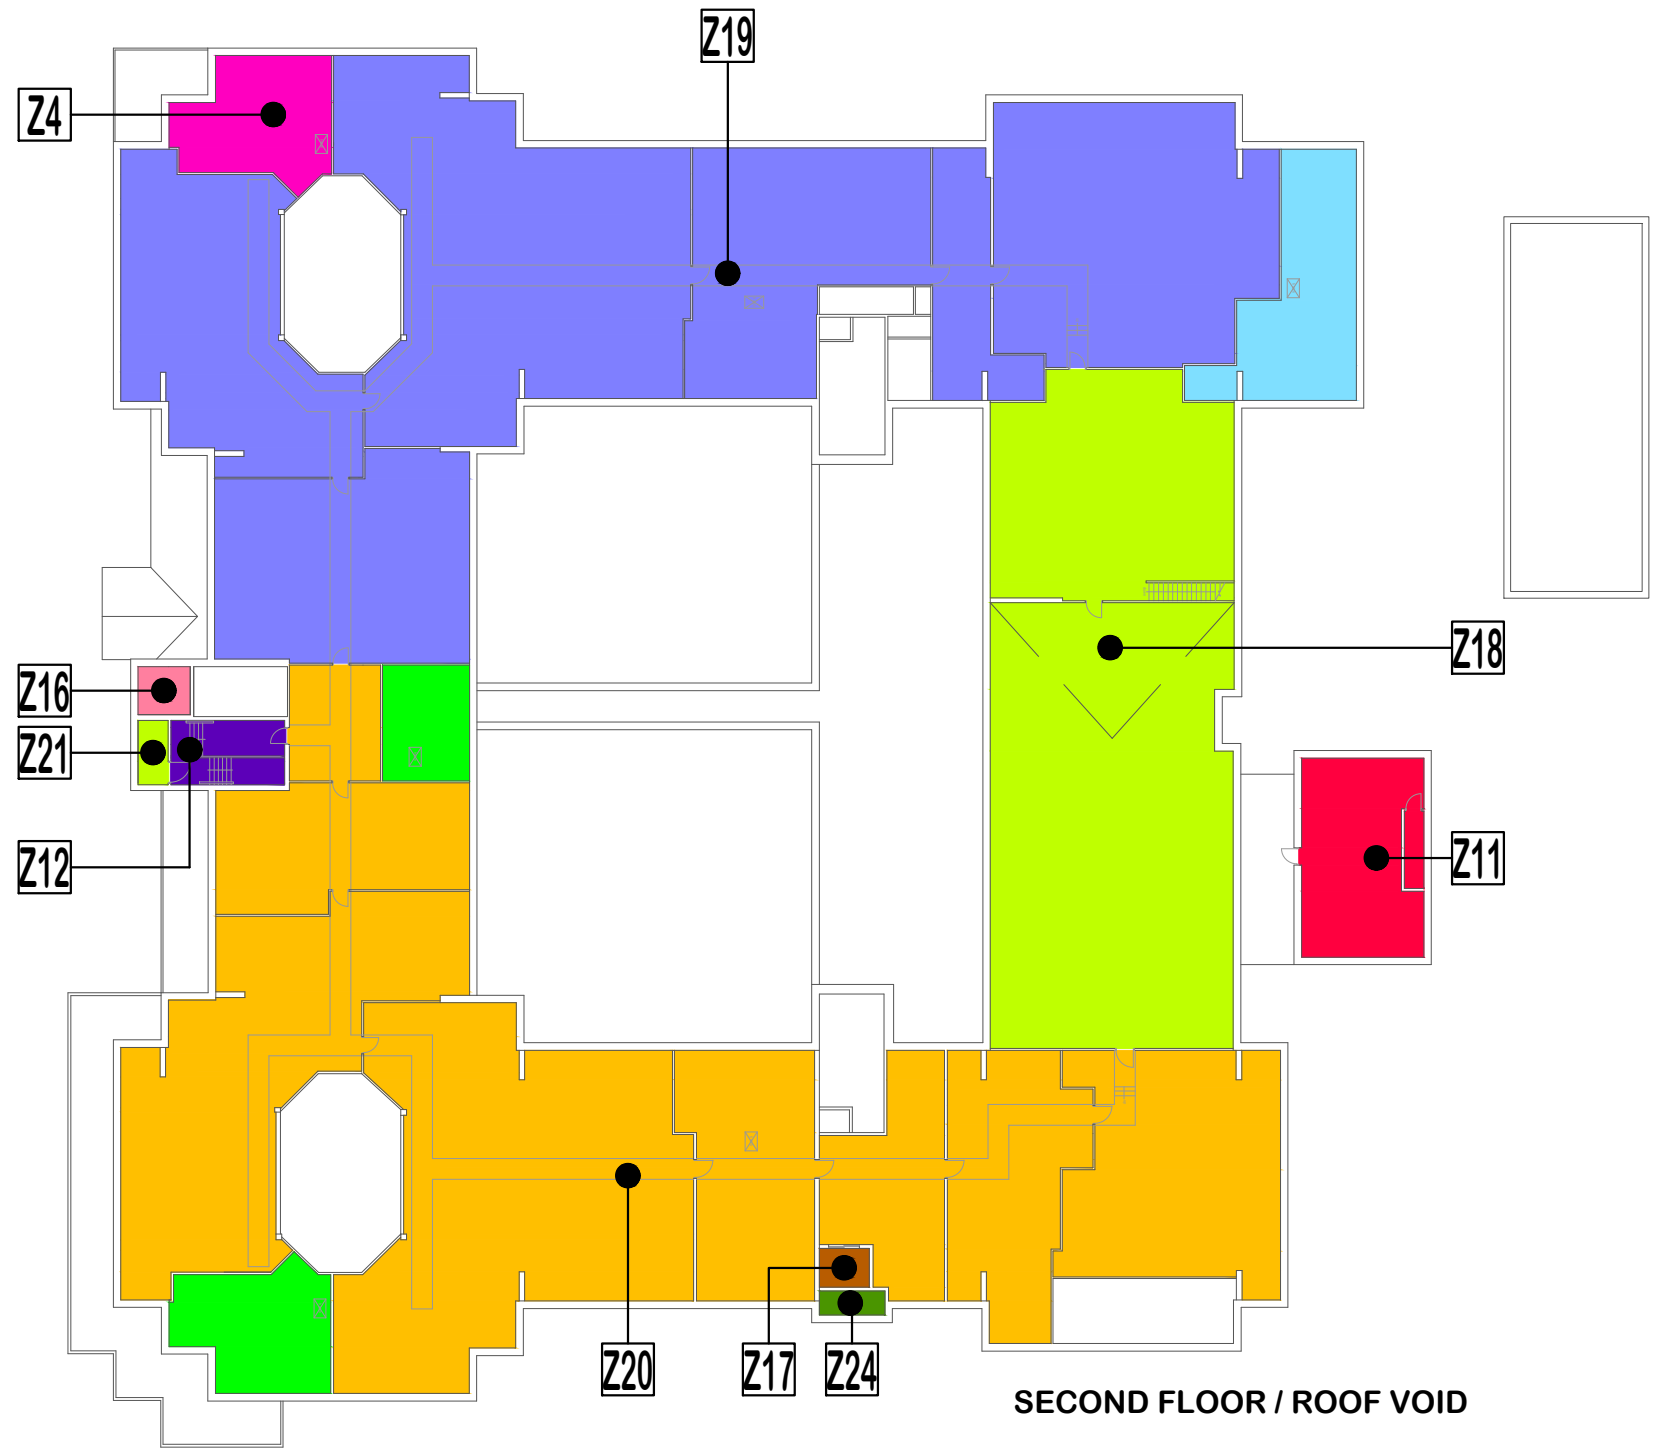 Z19
Z4
Z18
Z16
Z21
Z12
Z11
Z20
Z17
Z24
SECOND FLOOR / ROOF VOID